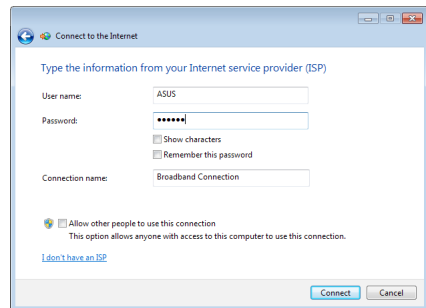 Connect to the Internet
Type the information from your Internet service provider (ISP)
User name: ASUS
Password: ••••••
Show characters
Remember this password
Connection name: Broadband Connection
Allow other people to use this connection
This option allows anyone with access to this computer to use this connection.
I don't have an ISP
Connect Cancel